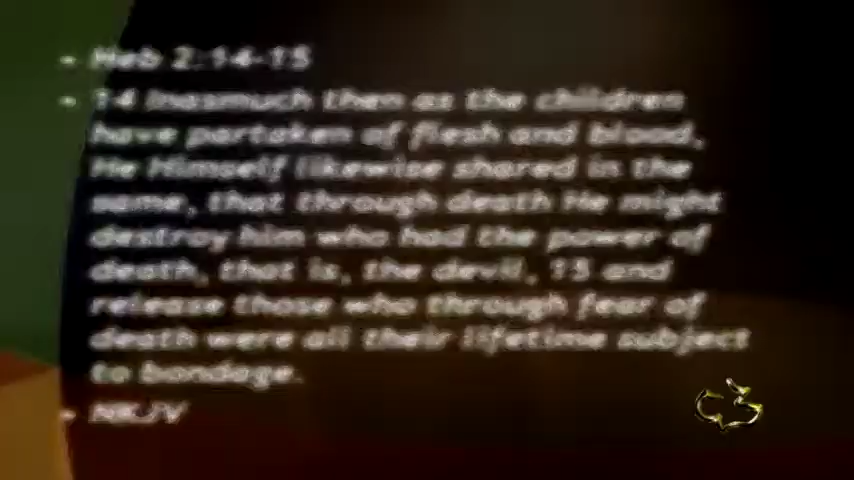 • Heb 2:14-15
• 14 Inasmuch then as the children
have partaken of flesh and blood,
He Himself likewise shared in the
same, that through death He might
destroy him who had the power of
death, that is, the devil, 15 and
release those who through fear of
death were all their lifetime subject
to bondage.
• NKJV
C3